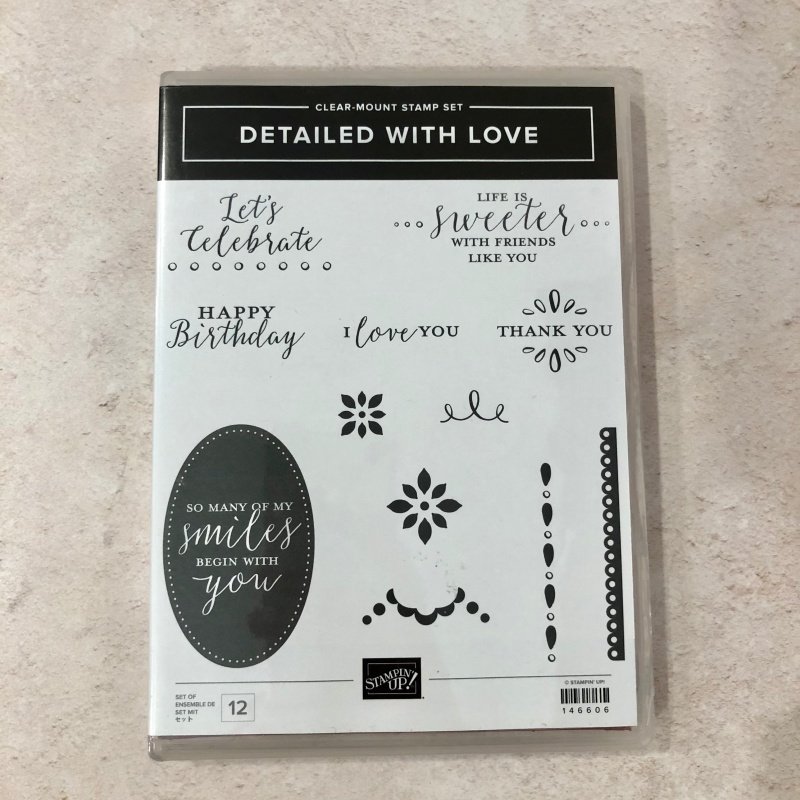 CLEAR-MOUNT STAMP SET
DETAILED WITH LOVE
Let's
Celebrate
LIFE IS
sweeter
WITH FRIENDS
LIKE YOU
HAPPY
Birthday
I love YOU
THANK YOU
SO MANY OF MY
smiles
BEGIN WITH
you
SET OF
ENSEMBLE DE
SET MIT
セット
12
STAMPIN'
UP!
© STAMPIN' UP!
146606